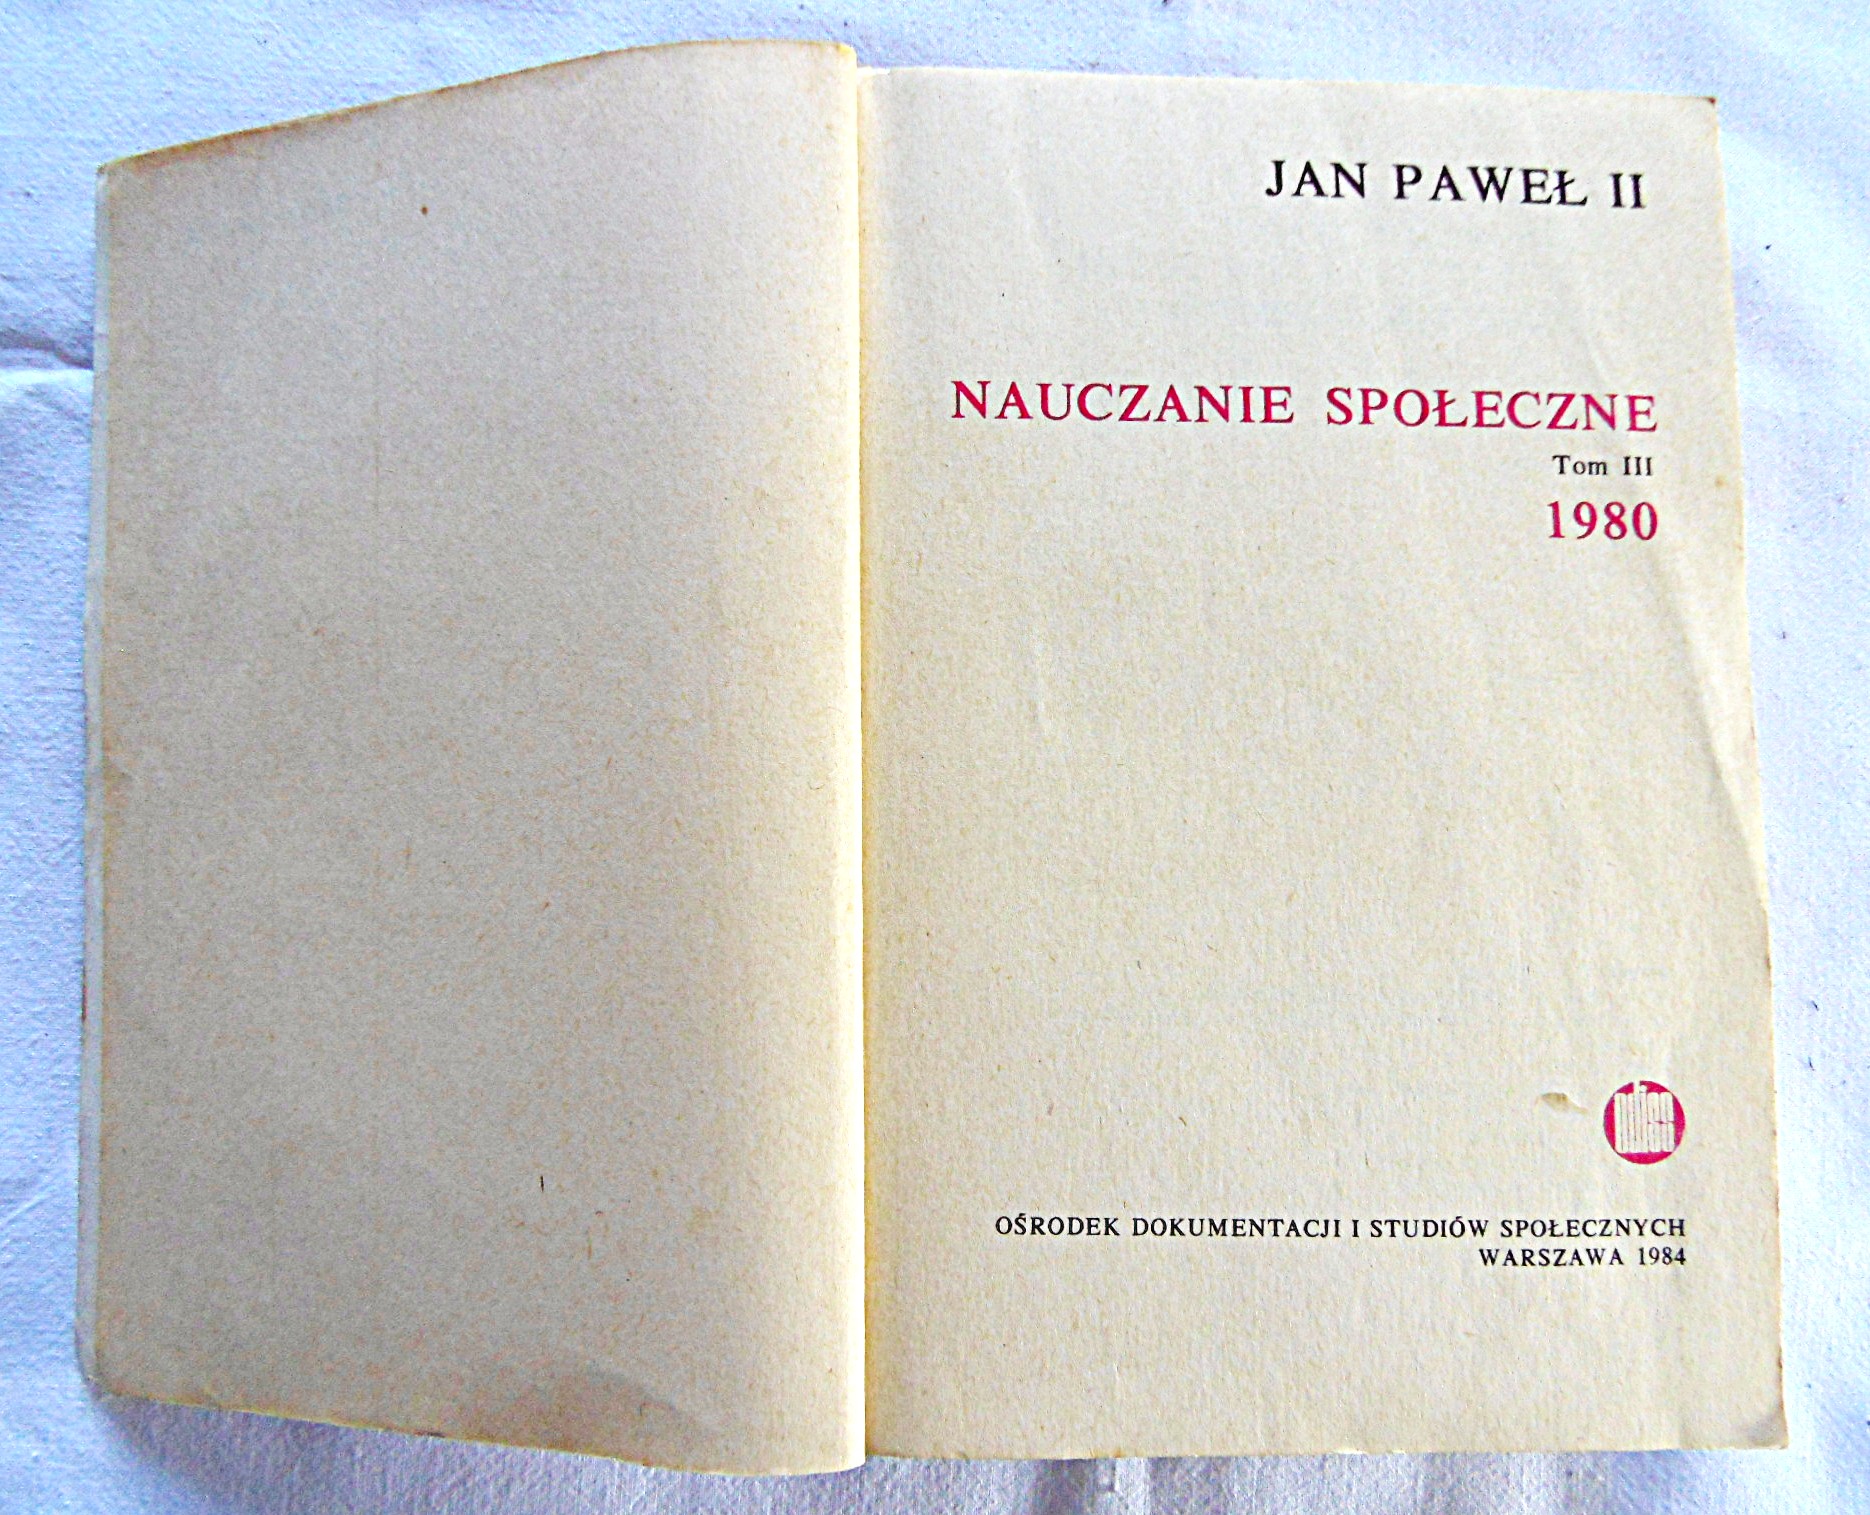 JAN PAWEŁ II
NAUCZANIE SPOŁECZNE
Tom III
1980
OŚRODEK DOKUMENTACJI I STUDIÓW SPOŁECZNYCH
WARSZAWA 1984